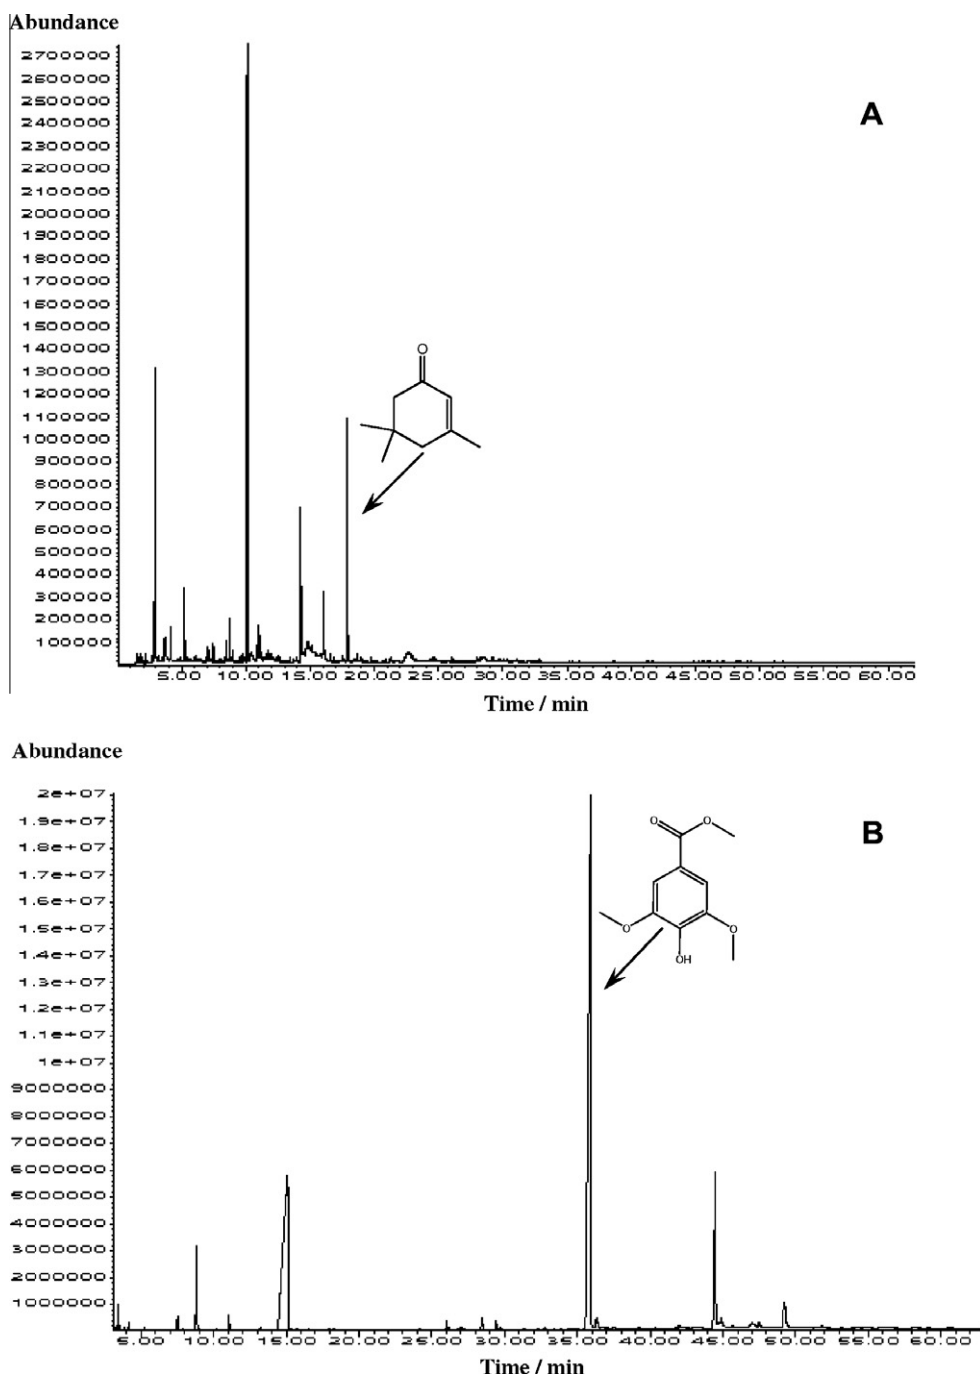 Abundance
2700000
2600000
2500000
2400000
2300000
2200000
2100000
2000000
1900000
1800000
1700000
1600000
1500000
1400000
1300000
1200000
1100000
1000000
900000
800000
700000
600000
500000
400000
300000
200000
100000
A
O
5.00 10.00 15.00 20.00 25.00 30.00 35.00 40.00 45.00 50.00 55.00 60.00
Time / min
Abundance
2e+07
1.9e+07
1.8e+07
1.7e+07
1.6e+07
1.5e+07
1.4e+07
1.3e+07
1.2e+07
1.1e+07
1e+07
9000000
8000000
7000000
6000000
5000000
4000000
3000000
2000000
1000000
B
O O
O O
OH
5.00 10.00 15.00 20.00 25.00 30.00 35.00 40.00 45.00 50.00 55.00 60.00
Time / min